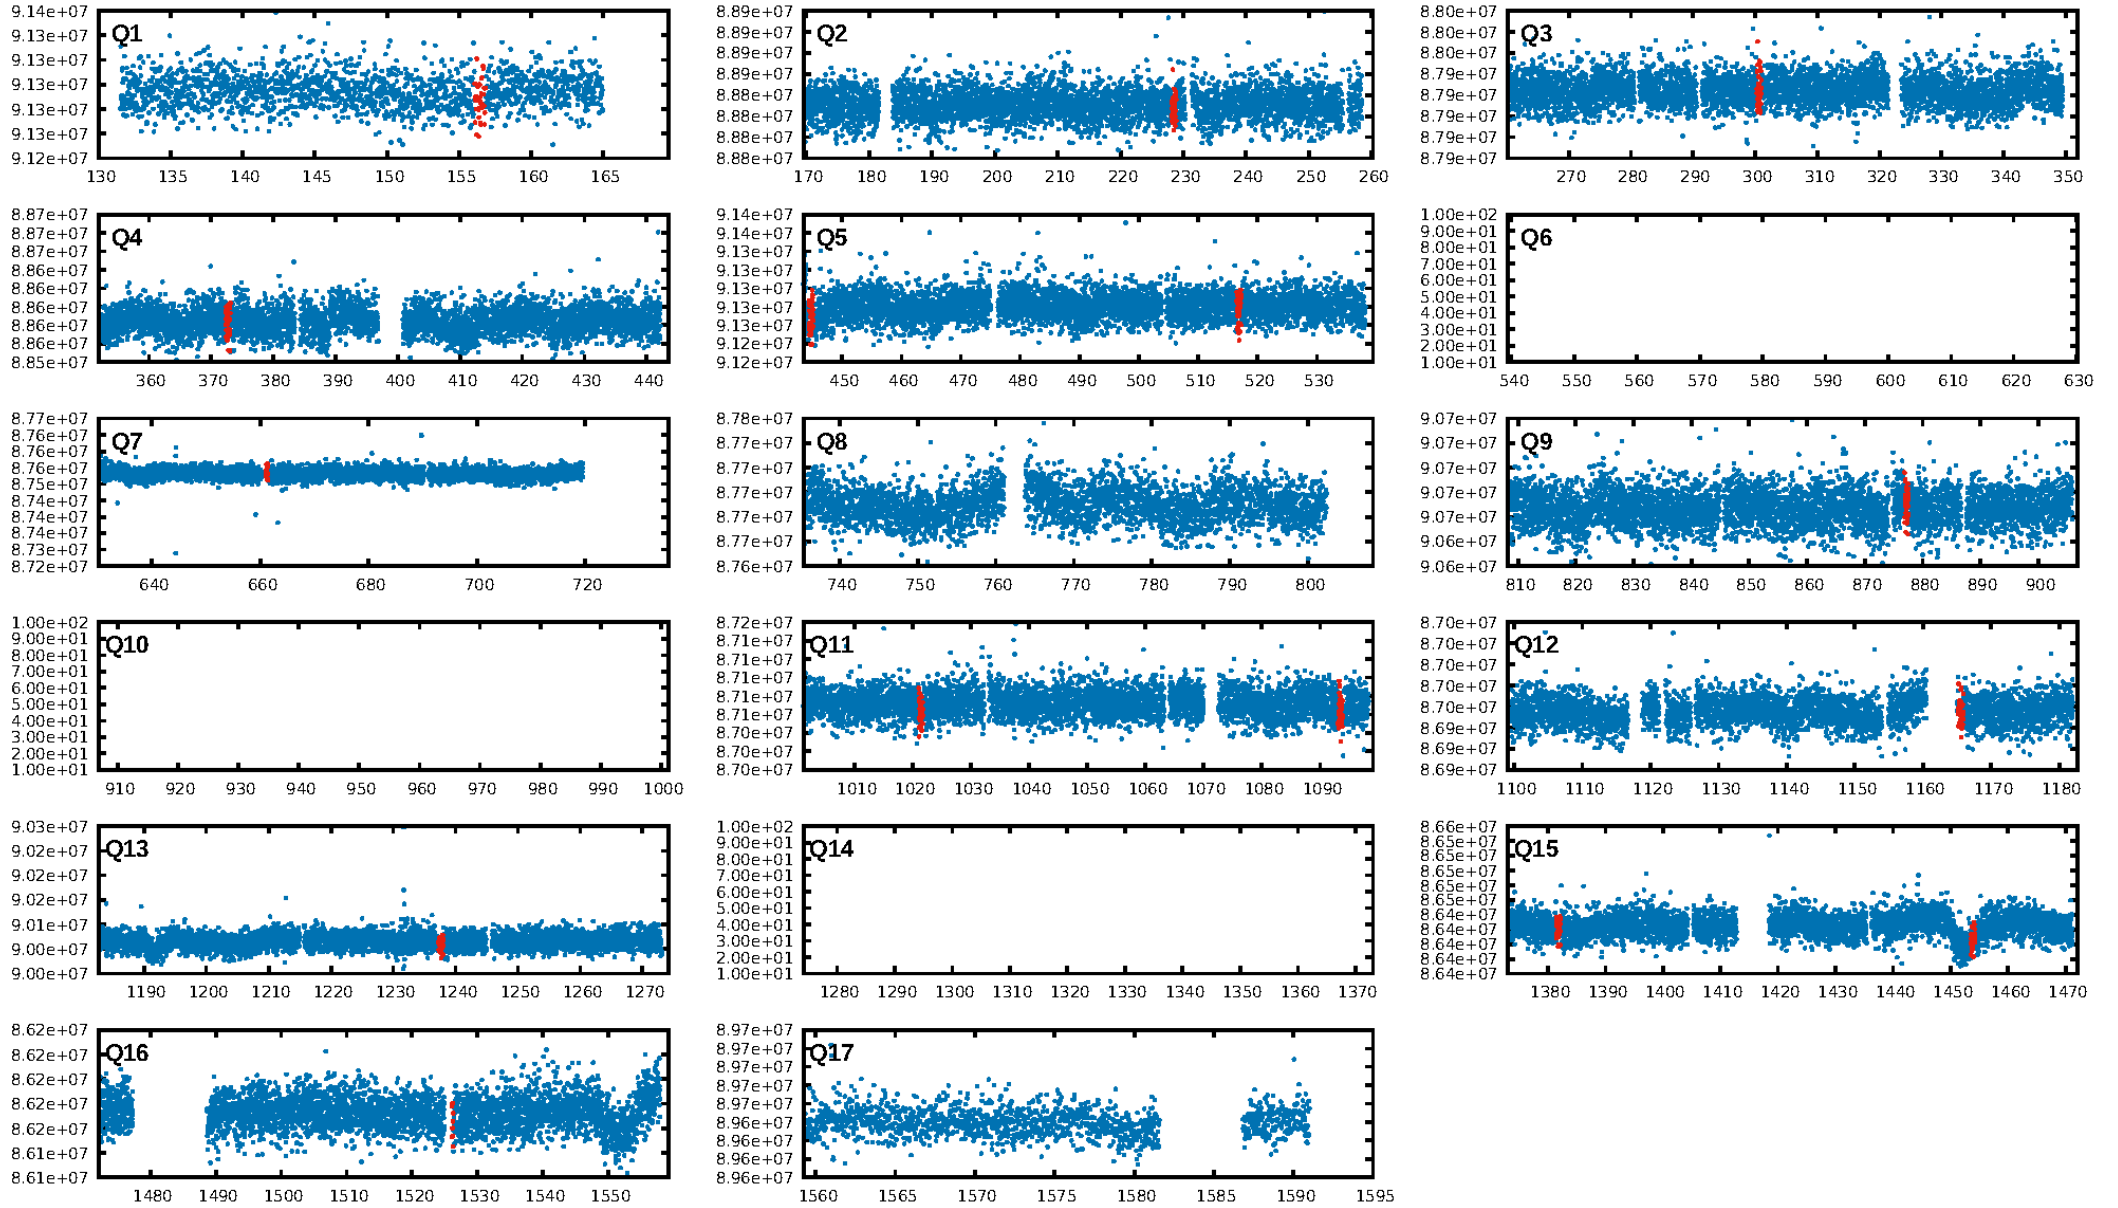 Q1
9.14e+07
9.13e+07
9.13e+07
9.13e+07
9.13e+07
9.13e+07
9.12e+07
130 135 140 145 150 155 160 165
Q2
8.89e+07
8.89e+07
8.89e+07
8.89e+07
8.88e+07
8.88e+07
8.88e+07
8.88e+07
170 180 190 200 210 220 230 240 250 260
Q3
8.80e+07
8.80e+07
8.80e+07
8.79e+07
8.79e+07
8.79e+07
8.79e+07
8.79e+07
270 280 290 300 310 320 330 340 350
Q4
8.87e+07
8.87e+07
8.87e+07
8.86e+07
8.86e+07
8.86e+07
8.86e+07
8.86e+07
8.85e+07
360 370 380 390 400 410 420 430 440
Q5
9.14e+07
9.14e+07
9.13e+07
9.13e+07
9.13e+07
9.13e+07
9.13e+07
9.12e+07
9.12e+07
450 460 470 480 490 500 510 520 530
Q6
1.00e+02
9.00e+01
8.00e+01
7.00e+01
6.00e+01
5.00e+01
4.00e+01
3.00e+01
2.00e+01
1.00e+01
540 550 560 570 580 590 600 610 620 630
Q7
8.77e+07
8.76e+07
8.76e+07
8.75e+07
8.75e+07
8.74e+07
8.74e+07
8.74e+07
8.73e+07
8.72e+07
640 660 680 700 720
Q8
8.78e+07
8.77e+07
8.77e+07
8.77e+07
8.77e+07
8.77e+07
8.76e+07
740 750 760 770 780 790 800
Q9
9.07e+07
9.07e+07
9.07e+07
9.07e+07
9.07e+07
9.06e+07
9.06e+07
810 820 830 840 850 860 870 880 890 900
Q10
1.00e+02
9.00e+01
8.00e+01
7.00e+01
6.00e+01
5.00e+01
4.00e+01
3.00e+01
2.00e+01
1.00e+01
910 920 930 940 950 960 970 980 990 1000
Q11
8.72e+07
8.71e+07
8.71e+07
8.71e+07
8.71e+07
8.71e+07
8.70e+07
8.70e+07
8.70e+07
1010 1020 1030 1040 1050 1060 1070 1080 1090
Q12
8.70e+07
8.70e+07
8.70e+07
8.70e+07
8.70e+07
8.69e+07
8.69e+07
8.69e+07
1100 1110 1120 1130 1140 1150 1160 1170 1180
Q13
9.03e+07
9.02e+07
9.02e+07
9.02e+07
9.01e+07
9.00e+07
9.00e+07
1190 1200 1210 1220 1230 1240 1250 1260 1270
Q14
1.00e+02
9.00e+01
8.00e+01
7.00e+01
6.00e+01
5.00e+01
4.00e+01
3.00e+01
2.00e+01
1.00e+01
1280 1290 1300 1310 1320 1330 1340 1350 1360 1370
Q15
8.66e+07
8.65e+07
8.65e+07
8.65e+07
8.65e+07
8.65e+07
8.64e+07
8.64e+07
8.64e+07
8.64e+07
8.64e+07
1380 1390 1400 1410 1420 1430 1440 1450 1460 1470
Q16
8.62e+07
8.62e+07
8.62e+07
8.62e+07
8.62e+07
8.61e+07
8.61e+07
1480 1490 1500 1510 1520 1530 1540 1550
Q17
8.97e+07
8.97e+07
8.97e+07
8.97e+07
8.97e+07
8.96e+07
8.96e+07
8.96e+07
8.96e+07
1560 1565 1570 1575 1580 1585 1590 1595